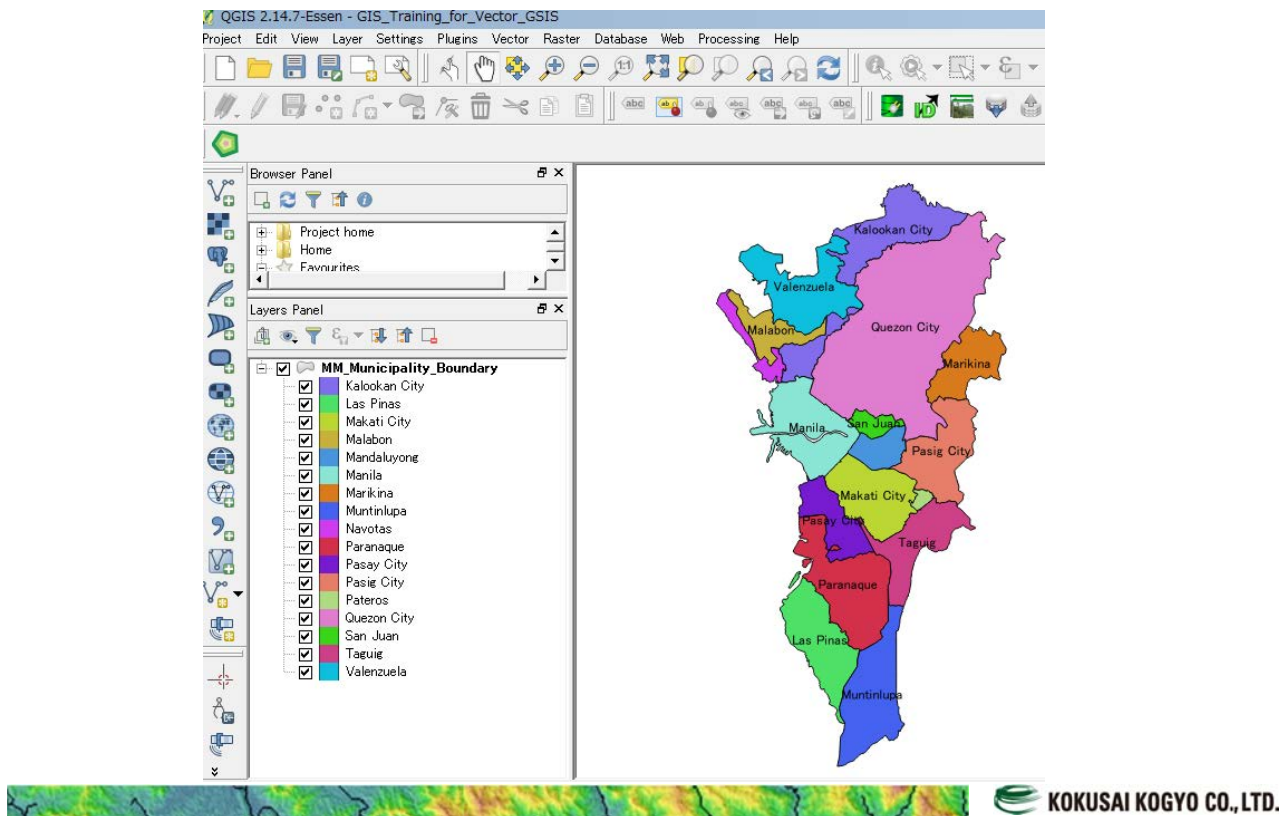 QGIS 2.14.7-Essen - GIS_Training_for_Vector_GSIS
Project Edit View Layer Settings Plugins Vector Raster Database Web Processing Help
Browser Panel
Project home
Home
Favourites
Layers Panel
MM_Municipality_Boundary
Kalookan City
Las Pinas
Makati City
Malabon
Mandaluyong
Manila
Marikina
Muntinlupa
Navotas
Paranaque
Pasay City
Pasig City
Pateros
Quezon City
San Juan
Taguig
Valenzuela
Kalookan City
Valenzuela
Malabon
Quezon City
Marikina
Manila
San Juan
Pasig City
Makati City
Pasay City
Taguig
Paranaque
Las Pinas
Muntinlupa
KOKUSAI KOGYO CO., LTD.